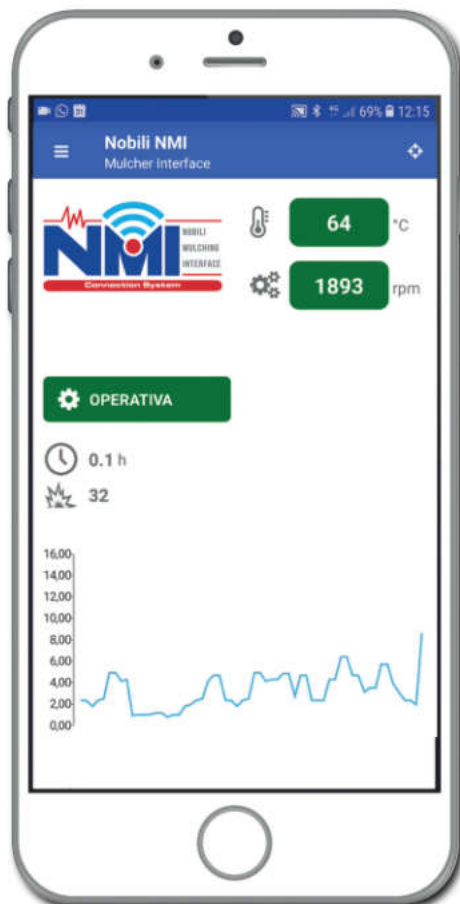 31
4G 69% 12:15
Nobili NMI
Mulcher Interface
NMI
NOBILI
MULCHING
INTERFACE
Connection System
64 °C
1893 rpm
OPERATIVA
0.1 h
32
16,00
14,00
12,00
10,00
8,00
6,00
4,00
2,00
0,00